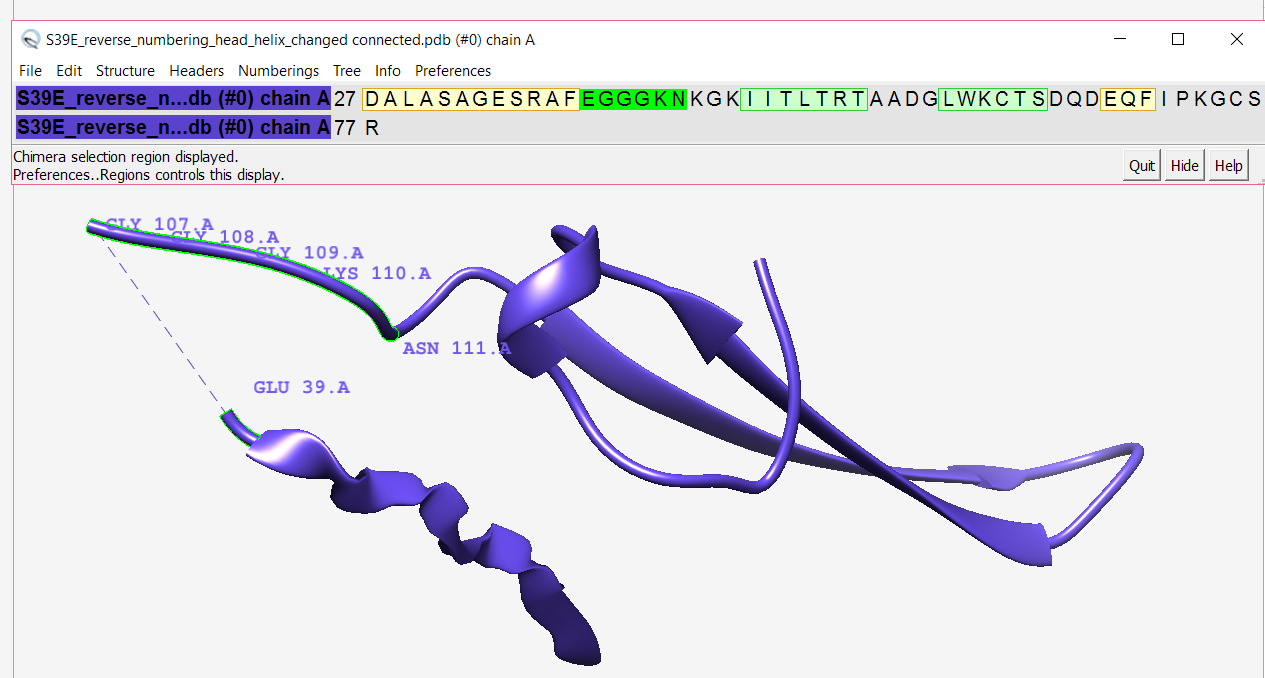 S39E_reverse_numbering_head_helix_changed connected.pdb (#0) chain A
File Edit Structure Headers Numberings Tree Info Preferences
S39E_reverse_n...db (#0) chain A 27 DALASAGESRAFEGGGKNKGKIITLTRTAADGLWKCTSDQDEQFIPKGCS
S39E_reverse_n...db (#0) chain A 77 R
Chimera selection region displayed.
Preferences..Regions controls this display.
Quit Hide Help
GLY 107.A
GLY 108.A
GLY 109.A
LYS 110.A
ASN 111.A
GLU 39.A